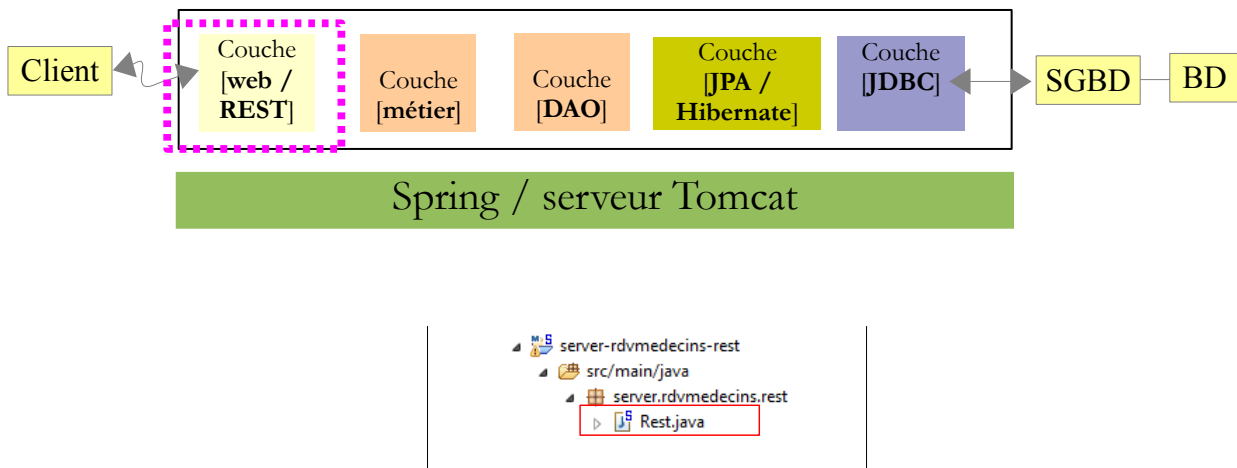 Client
Couche
[web /
REST]
Couche
[métier]
Couche
[DAO]
Couche
[JPA /
Hibernate]
Couche
[JDBC]
SGBD
BD
Spring / serveur Tomcat
server-rdvmedecins-rest
src/main/java
server.rdvmedecins.rest
Rest.java